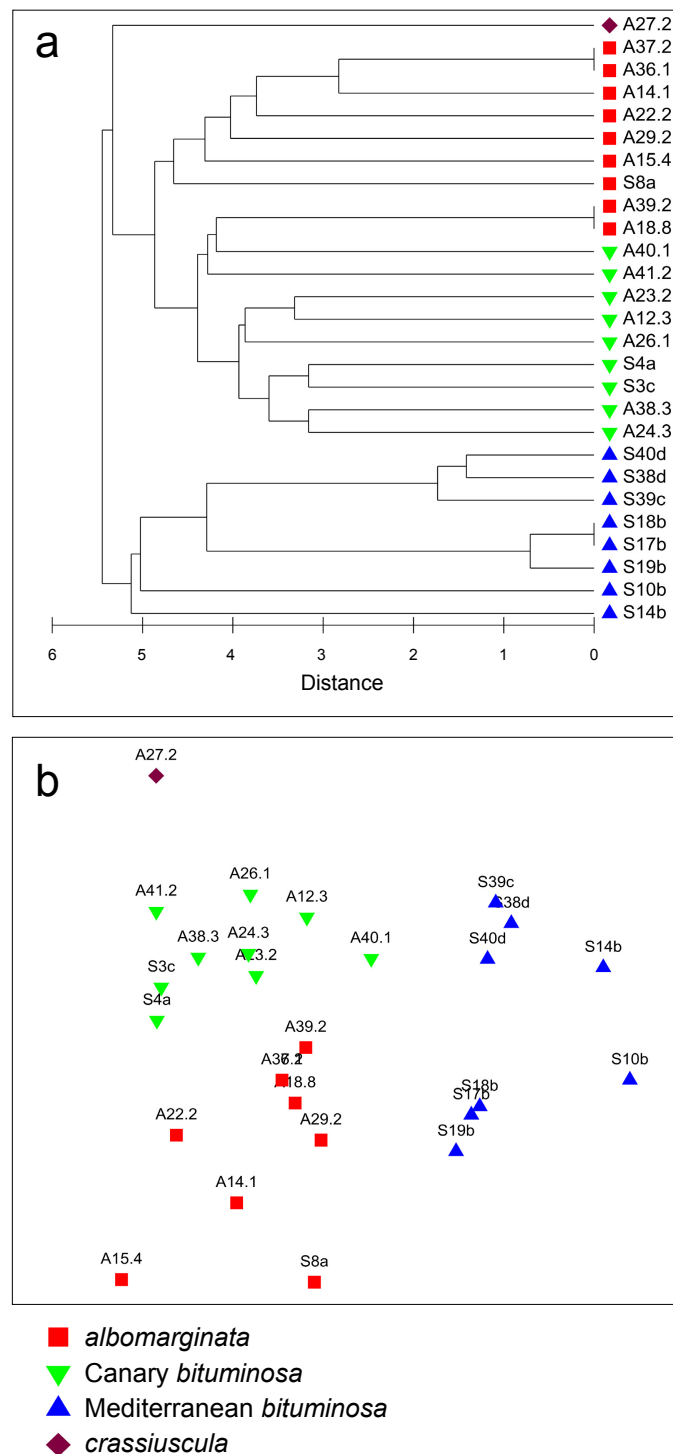 a
A27.2
A37.2
A36.1
A14.1
A22.2
A29.2
A15.4
S8a
A39.2
A18.8
A40.1
A41.2
A23.2
A12.3
A26.1
S4a
S3c
A38.3
A24.3
S40d
S38d
S39c
S18b
S17b
S19b
S10b
S14b
6 5 4 3 2 1 0
Distance
b
A27.2
A26.1
A41.2
A12.3
S39c
S38d
A38.3
A24.3
A40.1
S40d
S14b
A23.2
S3c
S4a
A39.2
S10b
A18.8
S18b
S17b
A22.2
A29.2
S19b
A14.1
A15.4
S8a
albomarginata
Canary bituminosa
Mediterranean bituminosa
crassiuscula